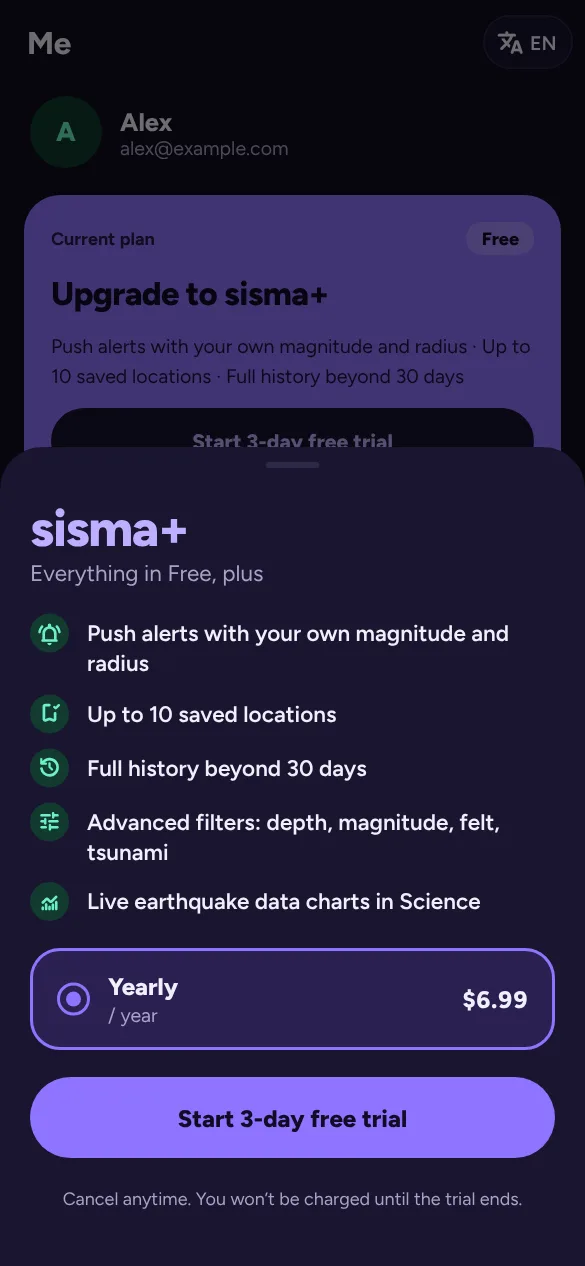 Me
EN
A
Alex
alex@example.com
Current plan
Free
Upgrade to sisma+
Push alerts with your own magnitude and radius · Up to
10 saved locations · Full history beyond 30 days
Start 3-day free trial
sisma+
Everything in Free, plus
Push alerts with your own magnitude and
radius
Up to 10 saved locations
Full history beyond 30 days
Advanced filters: depth, magnitude, felt,
tsunami
Live earthquake data charts in Science
Yearly
/ year
$6.99
Start 3-day free trial
Cancel anytime. You won’t be charged until the trial ends.